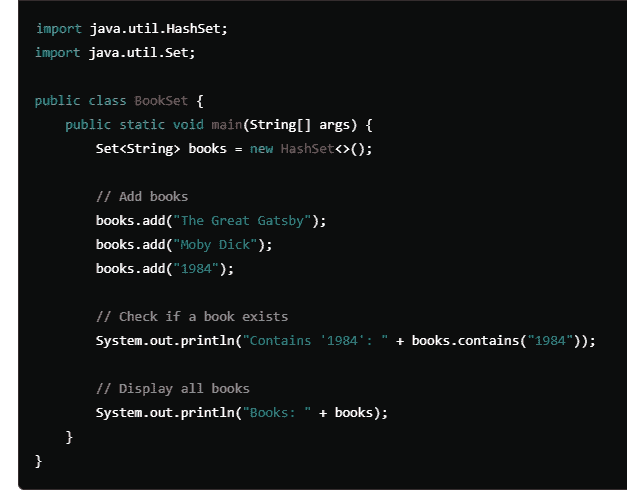 import java.util.HashSet;
import java.util.Set;
public class BookSet {
    public static void main(String[] args) {
        Set<String> books = new HashSet<>();
        // Add books
        books.add("The Great Gatsby");
        books.add("Moby Dick");
        books.add("1984");
        // Check if a book exists
        System.out.println("Contains '1984': " + books.contains("1984"));
        // Display all books
        System.out.println("Books: " + books);
    }
}